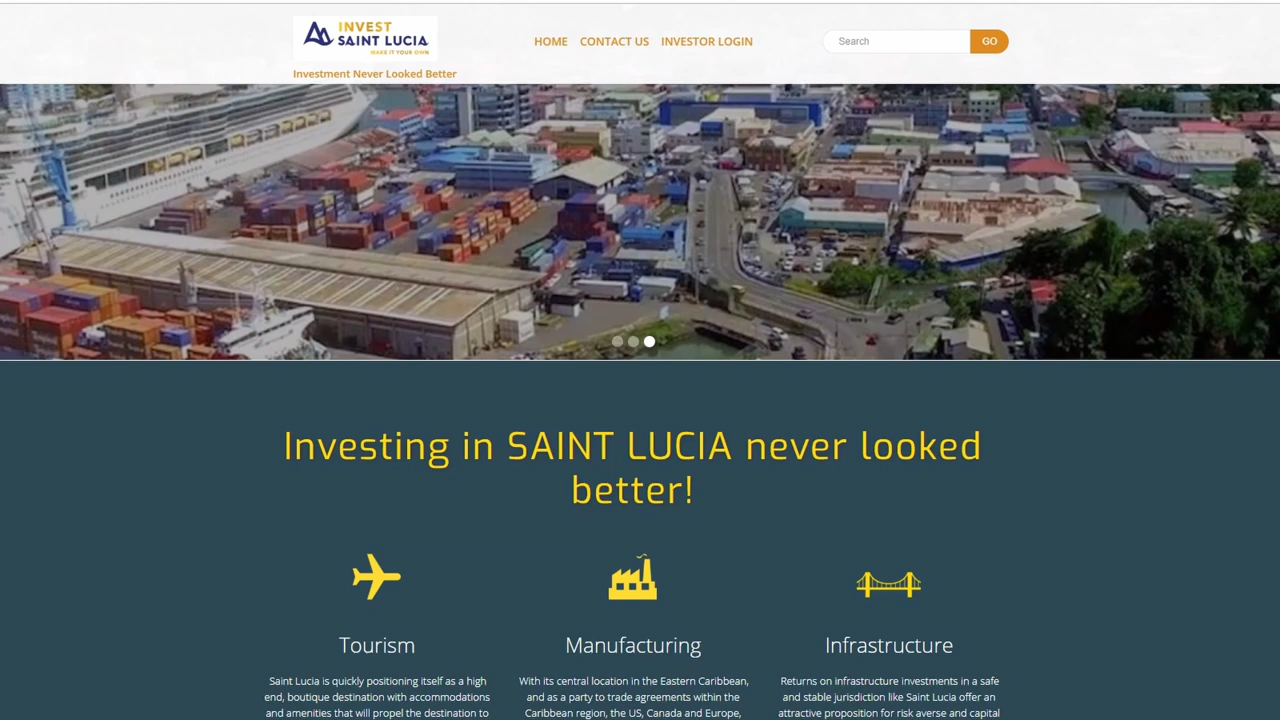 INVEST
SAINT LUCIA
MAKE IT YOUR OWN
Investment Never Looked Better
HOME CONTACT US INVESTOR LOGIN
Search GO
Investing in SAINT LUCIA never looked
better!
Tourism
Saint Lucia is quickly positioning itself as a high
end, boutique destination with accommodations
and amenities that will propel the destination to
Manufacturing
With its central location in the Eastern Caribbean,
and as a party to trade agreements within the
Caribbean region, the US, Canada and Europe,
Infrastructure
Returns on infrastructure investments in a safe
and stable jurisdiction like Saint Lucia offer an
attractive proposition for risk averse and capital